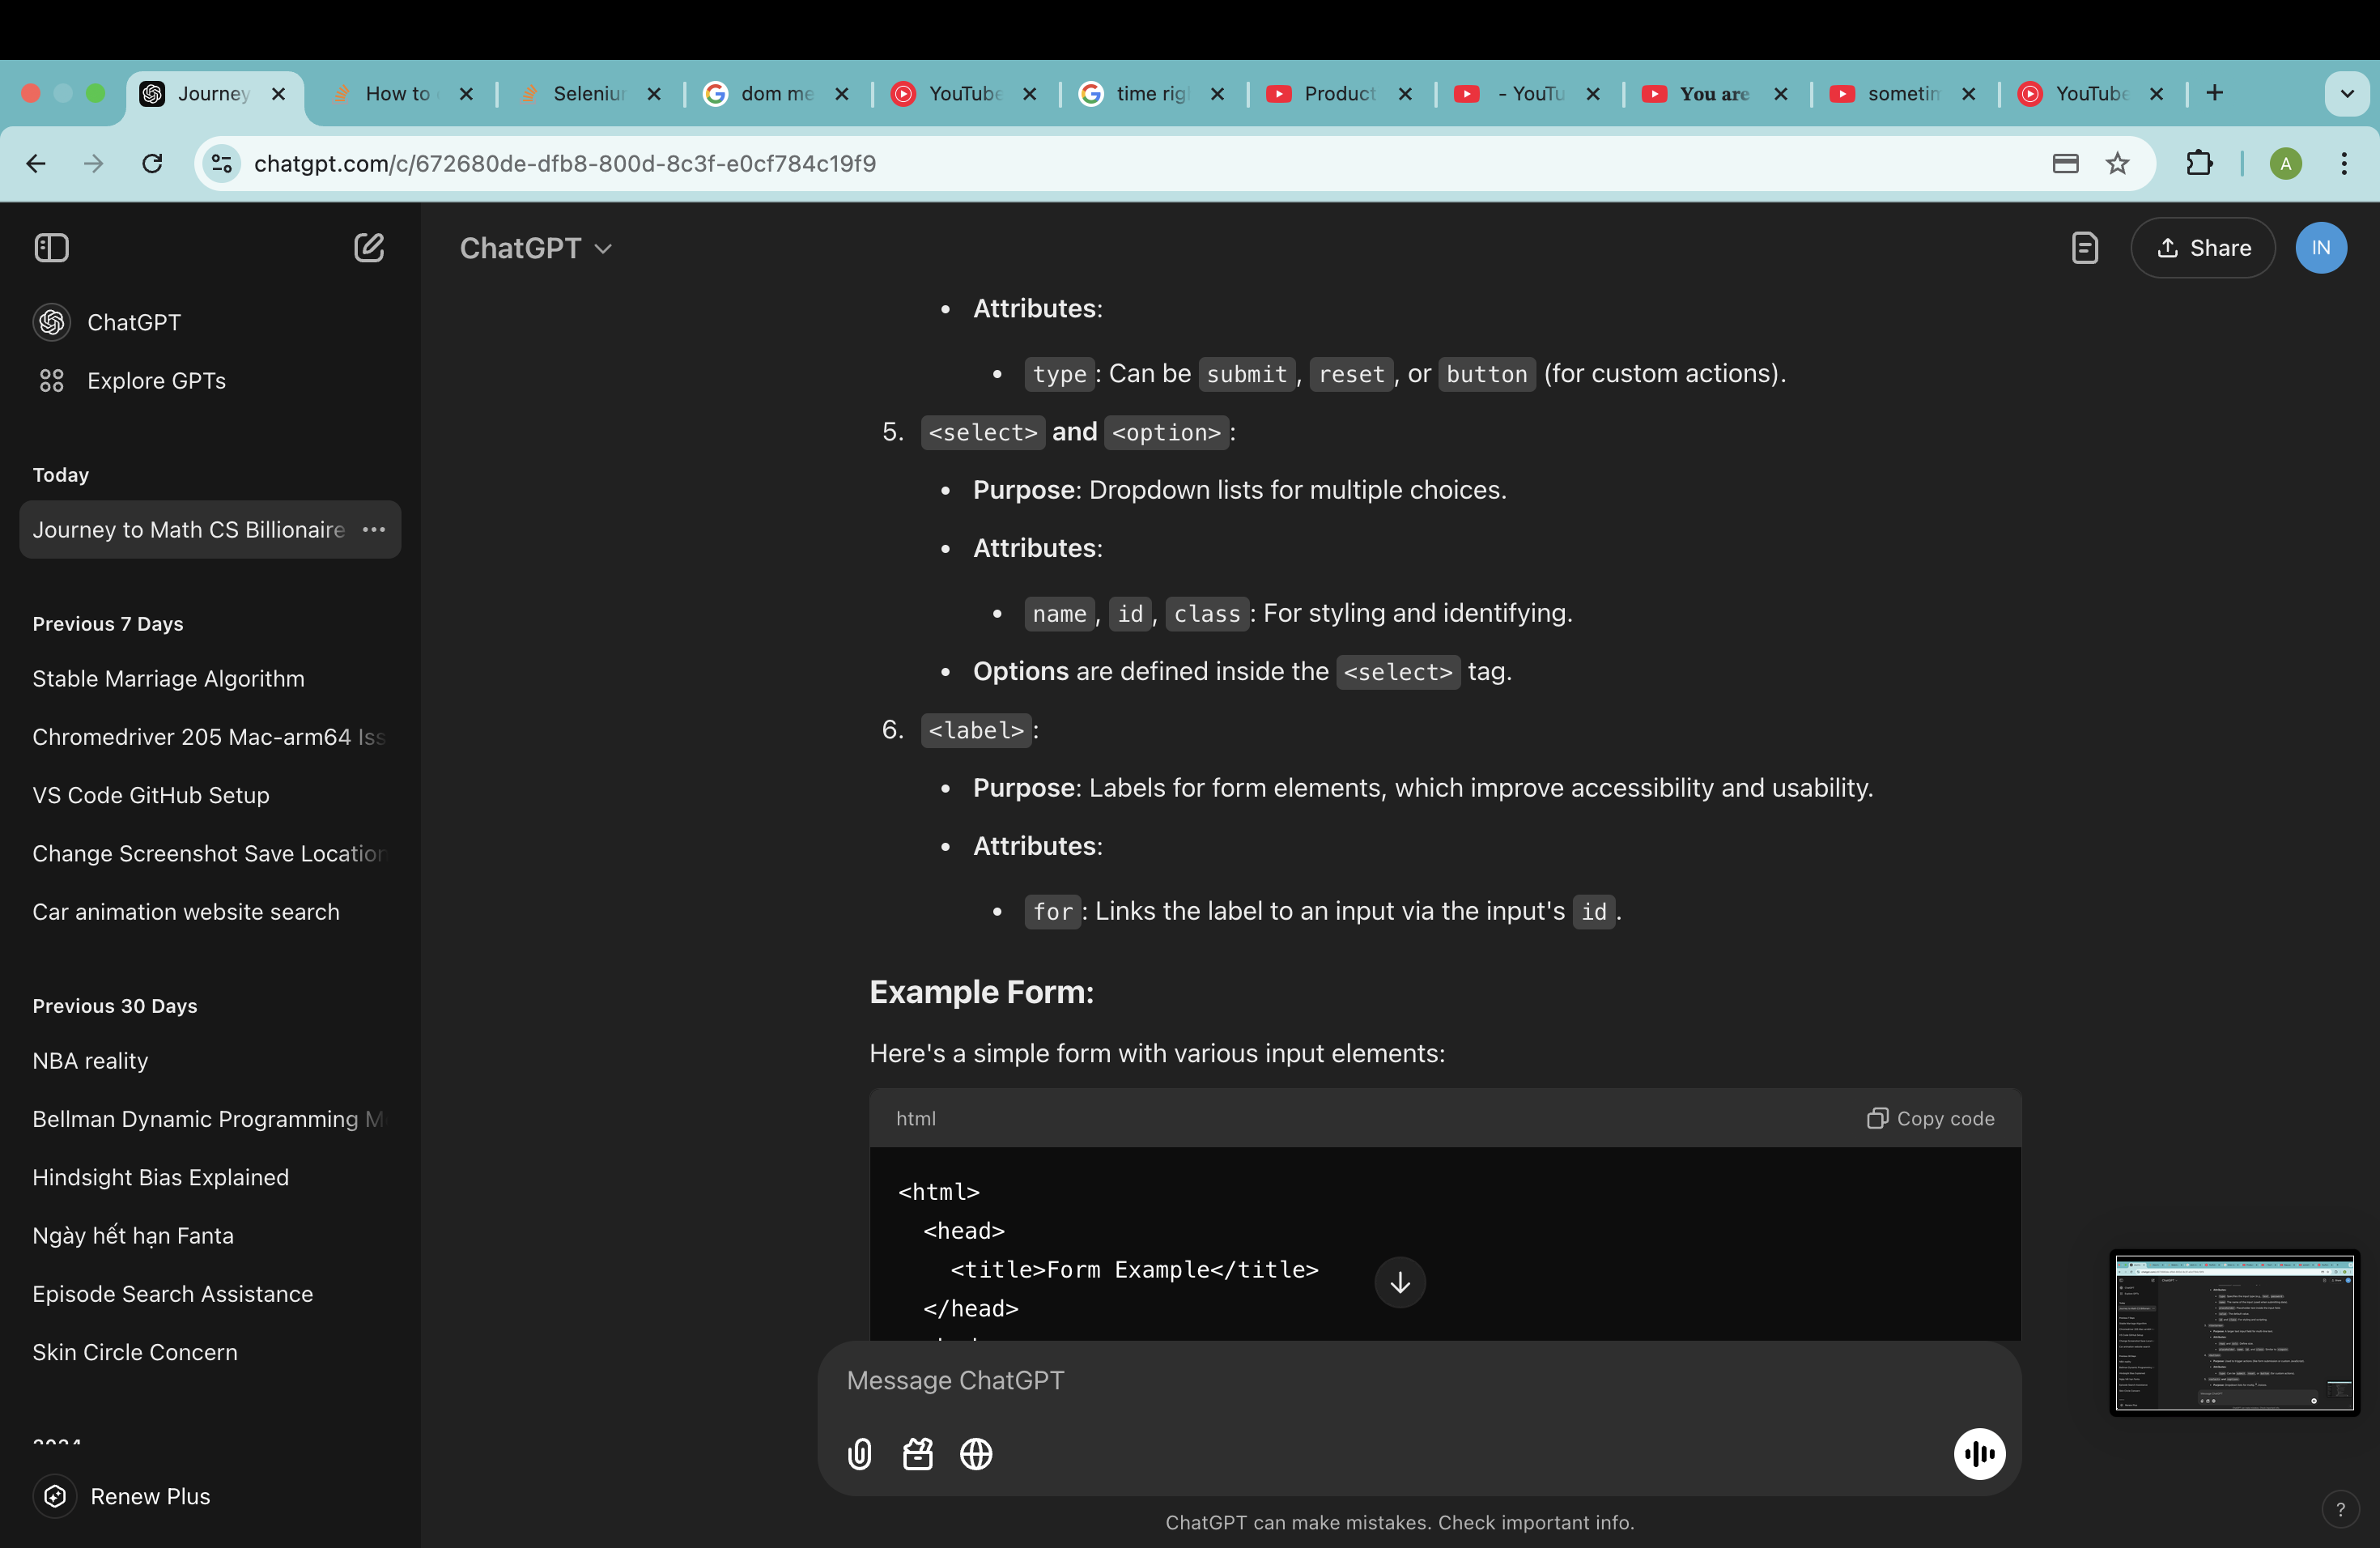 Journey
How to
Selenium
dom me
YouTube
time rig
Product
- YouTu
You are
sometim
YouTube
chatgpt.com/c/672680de-dfb8-800d-8c3f-e0cf784c19f9
A
ChatGPT
Share
IN
ChatGPT
Explore GPTs
Today
Journey to Math CS Billionaire
Previous 7 Days
Stable Marriage Algorithm
Chromedriver 205 Mac-arm64 Iss
VS Code GitHub Setup
Change Screenshot Save Location
Car animation website search
Previous 30 Days
NBA reality
Bellman Dynamic Programming M
Hindsight Bias Explained
Ngày hết hạn Fanta
Episode Search Assistance
Skin Circle Concern
Renew Plus
• Attributes:
• type: Can be submit, reset, or button (for custom actions).
5. <select> and <option>:
• Purpose: Dropdown lists for multiple choices.
• Attributes:
• name, id, class: For styling and identifying.
• Options are defined inside the <select> tag.
6. <label>:
• Purpose: Labels for form elements, which improve accessibility and usability.
• Attributes:
• for: Links the label to an input via the input's id.
Example Form:
Here's a simple form with various input elements:
html
Copy code
<html>
<head>
<title>Form Example</title>
</head>
Message ChatGPT
ChatGPT can make mistakes. Check important info.
?